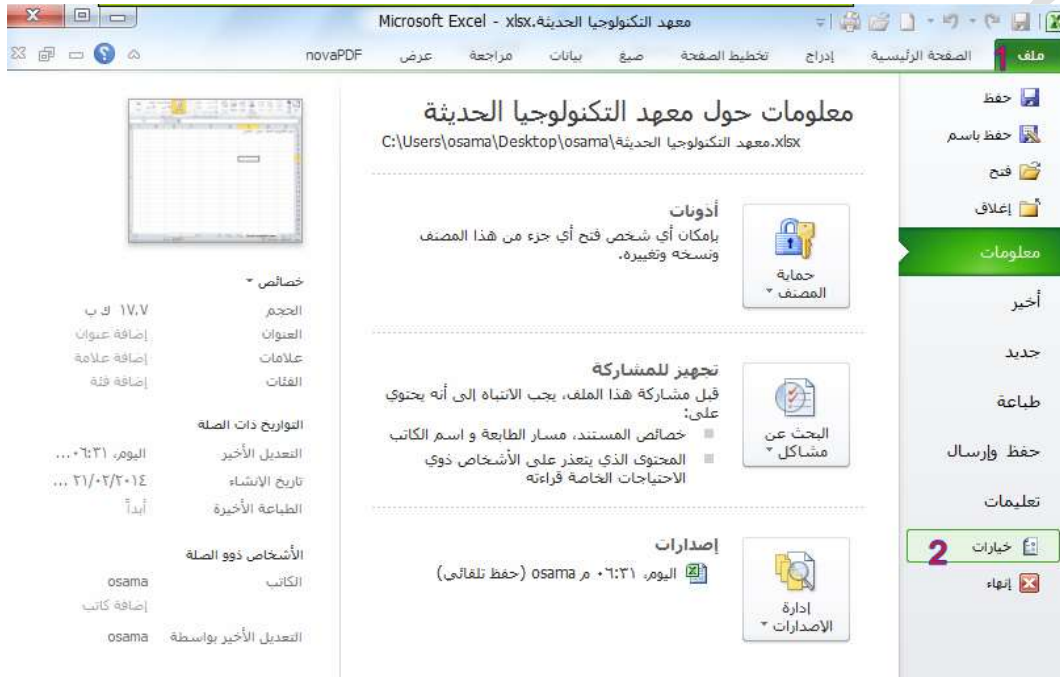 معهد التكنولوجيا الحديثة.xlsx - Microsoft Excel
ملف 1 الصفحة الرئيسية إدراج تخطيط الصفحة صيغ بيانات مراجعة عرض novaPDF
حفظ
حفظ باسم
فتح
إغلاق
معلومات
أخير
جديد
طباعة
حفظ وإرسال
تعليمات
خيارات 2
إنهاء
معلومات حول معهد التكنولوجيا الحديثة
C:\Users\osama\Desktop\osama\معهد التكنولوجيا الحديثة.xlsx
حماية
المصنف
أذونات
بإمكان أي شخص فتح أي جزء من هذا المصنف
ونسخه وتغييره.
البحث عن
مشاكل
تجهيز للمشاركة
قبل مشاركة هذا الملف، يجب الانتباه إلى أنه يحتوي
على:
خصائص المستند، مسار الطابعة و اسم الكاتب
المحتوى الذي يتعذر على الأشخاص ذوي
الاحتياجات الخاصة قراءته
إدارة
الإصدارات
إصدارات
اليوم، ٠٦:٣١ م osama (حفظ تلقائي)
خصائص
الحجم ١٧.٧ ك ب
العنوان إضافة عنوان
علامات إضافة علامة
الفئات إضافة فئة
التواريخ ذات الصلة
التعديل الأخير اليوم، ٠٦:٣١...
تاريخ الإنشاء ٢١/٠٢/٢٠١٤ ...
الطباعة الأخيرة أبداً
الأشخاص ذوو الصلة
الكاتب osama
إضافة كاتب
التعديل الأخير بواسطة osama